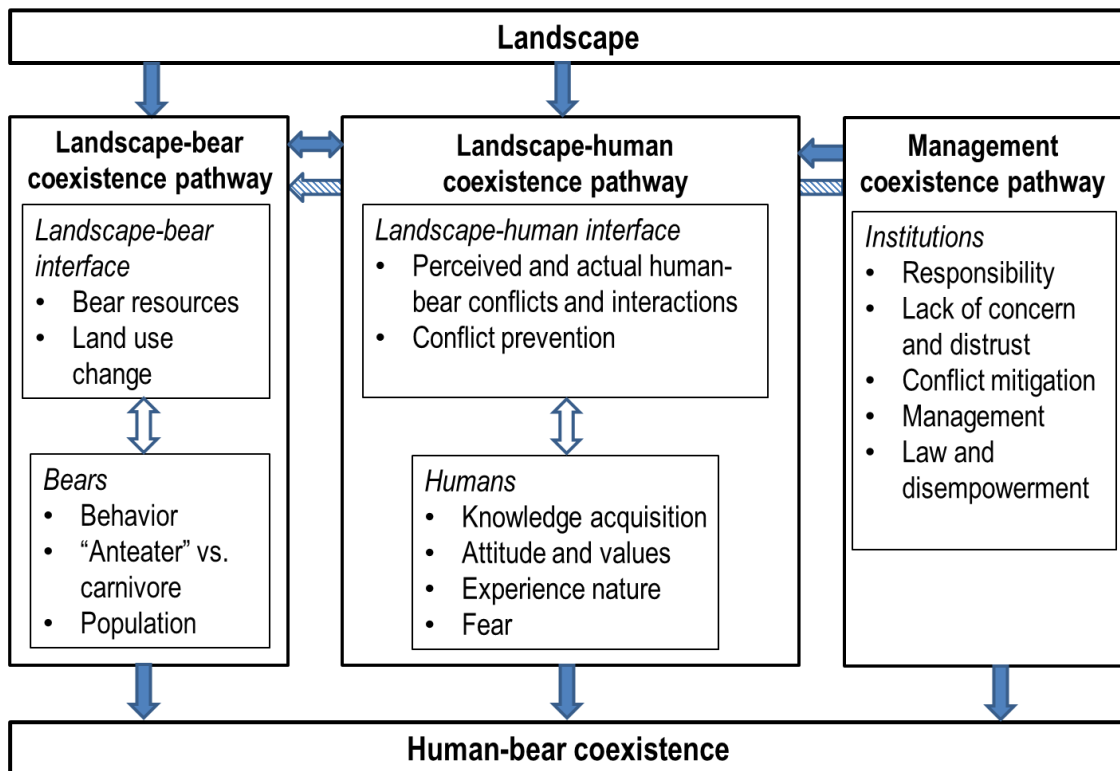 Landscape
Landscape-bear
coexistence pathway
Landscape-bear
interface
• Bear resources
• Land use
change
Bears
• Behavior
• “Anteater” vs.
carnivore
• Population
Landscape-human
coexistence pathway
Landscape-human interface
• Perceived and actual human-
bear conflicts and interactions
• Conflict prevention
Humans
• Knowledge acquisition
• Attitude and values
• Experience nature
• Fear
Management
coexistence pathway
Institutions
• Responsibility
• Lack of concern
and distrust
• Conflict mitigation
• Management
• Law and
disempowerment
Human-bear coexistence